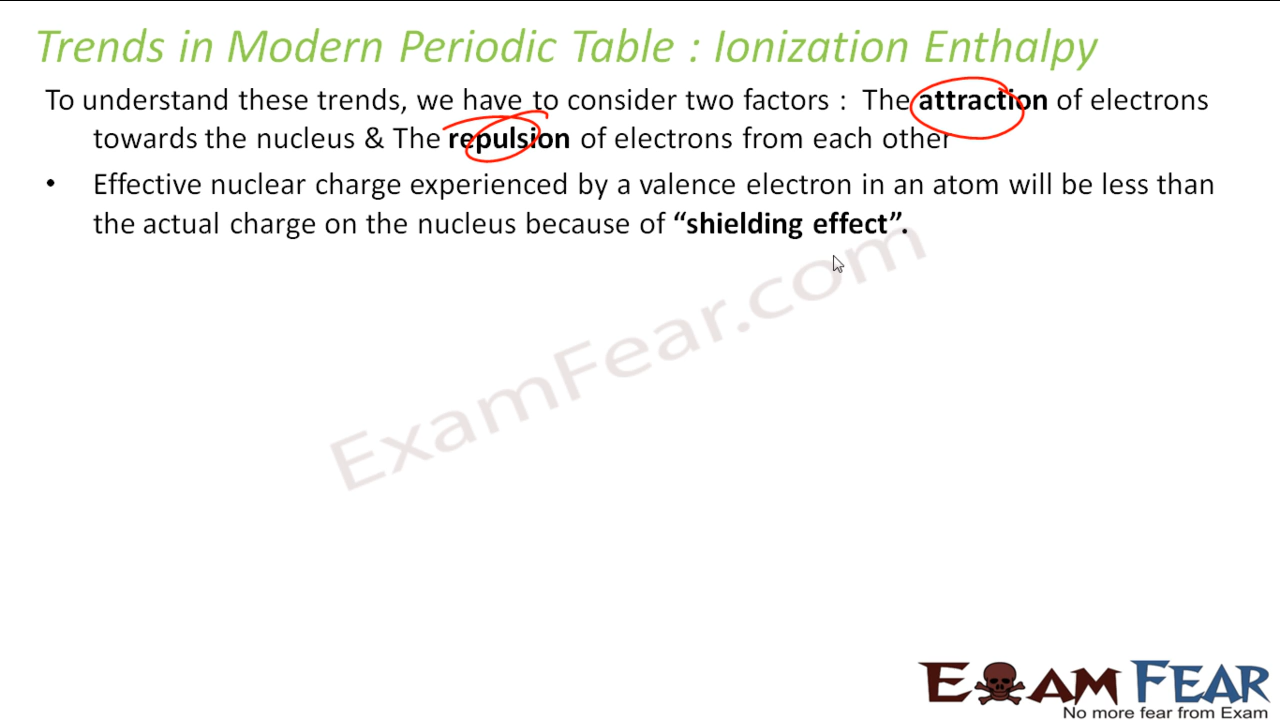 Trends in Modern Periodic Table : Ionization Enthalpy
To understand these trends, we have to consider two factors : The attraction of electrons
towards the nucleus & The repulsion of electrons from each other
• Effective nuclear charge experienced by a valence electron in an atom will be less than
the actual charge on the nucleus because of “shielding effect”.
ExamFear.com
EXAM FEAR
No more fear from Exam